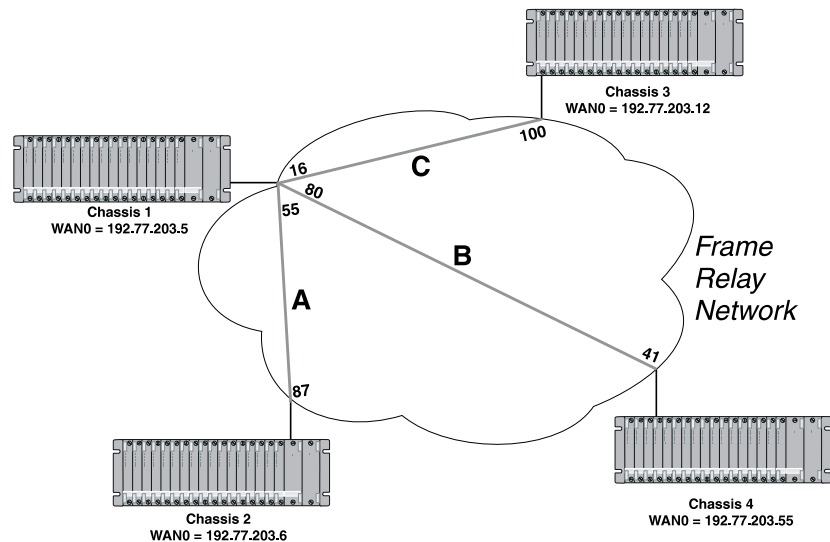 Chassis 3
WAN0 = 192.77.203.12
100
C
16
80
55
Chassis 1
WAN0 = 192.77.203.5
B
Frame
Relay
Network
A
41
87
Chassis 4
WAN0 = 192.77.203.55
Chassis 2
WAN0 = 192.77.203.6